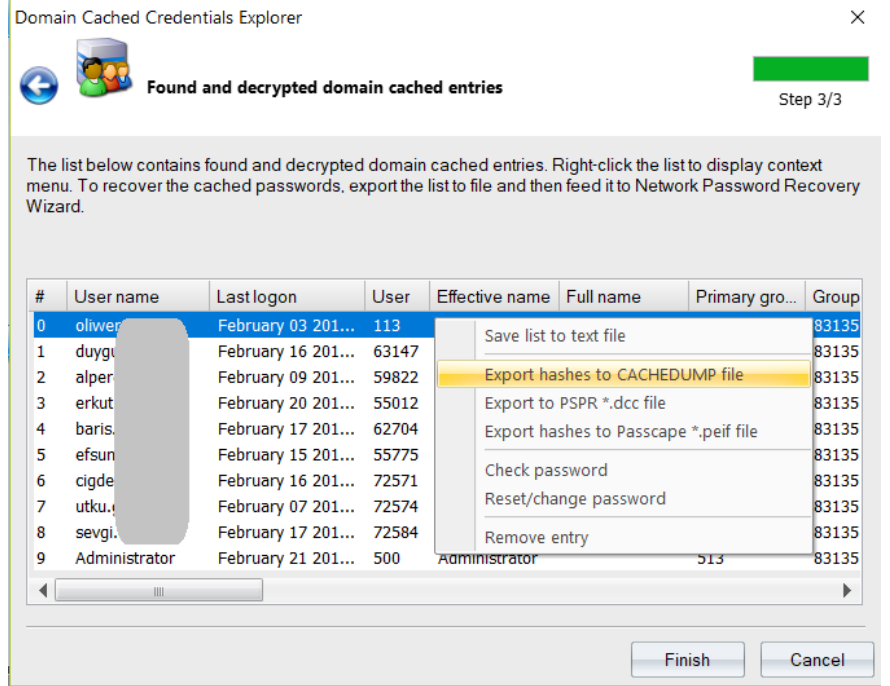 Domain Cached Credentials Explorer
Found and decrypted domain cached entries
Step 3/3
The list below contains found and decrypted domain cached entries. Right-click the list to display context
menu. To recover the cached passwords, export the list to file and then feed it to Network Password Recovery
Wizard.
# User name Last logon User Effective name Full name Primary gro... Group
0 oliwer February 03 201... 113 83135
1 duygu February 16 201... 63147 83135
2 alper February 09 201... 59822 83135
3 erkut February 20 201... 55012 83135
4 baris. February 17 201... 62704 83135
5 efsun February 15 201... 55775 83135
6 cigde February 16 201... 72571 83135
7 utku. February 07 201... 72574 83135
8 sevgi. February 17 201... 72584 83135
9 Administrator February 21 201... 500 Administrator 513 83135
Save list to text file
Export hashes to CACHEDUMP file
Export to PSPR *.dcc file
Export hashes to Passcape *.peif file
Check password
Reset/change password
Remove entry
Finish Cancel